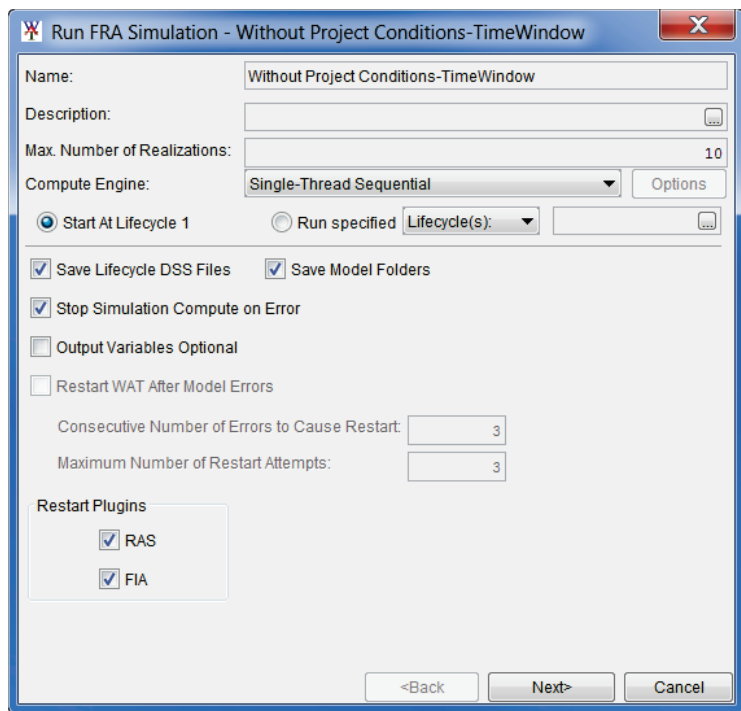 Run FRA Simulation - Without Project Conditions-TimeWindow
Name: Without Project Conditions-TimeWindow
Description: ...
Max. Number of Realizations: 10
Compute Engine: Single-Thread Sequential Options
Start At Lifecycle 1 Run specified Lifecycle(s): ...
Save Lifecycle DSS Files Save Model Folders
Stop Simulation Compute on Error
Output Variables Optional
Restart WAT After Model Errors
Consecutive Number of Errors to Cause Restart: 3
Maximum Number of Restart Attempts: 3
Restart Plugins
RAS
FIA
<Back Next> Cancel